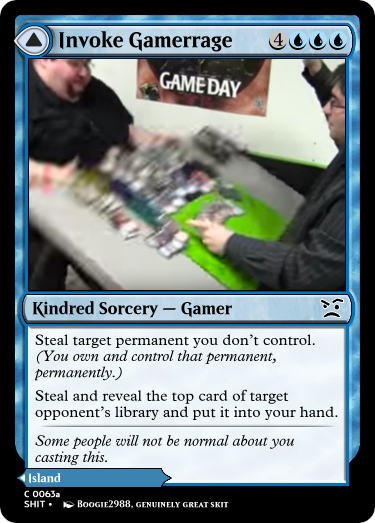 Invoke Gamerrage 4
GAME DAY
Kindred Sorcery — Gamer
Steal target permanent you don't control.
(You own and control that permanent,
permanently.)
Steal and reveal the top card of target
opponent's library and put it into your hand.
Some people will not be normal about
casting this.
Island
C 0063a
SHIT • Boogie2988, genuinely great skit